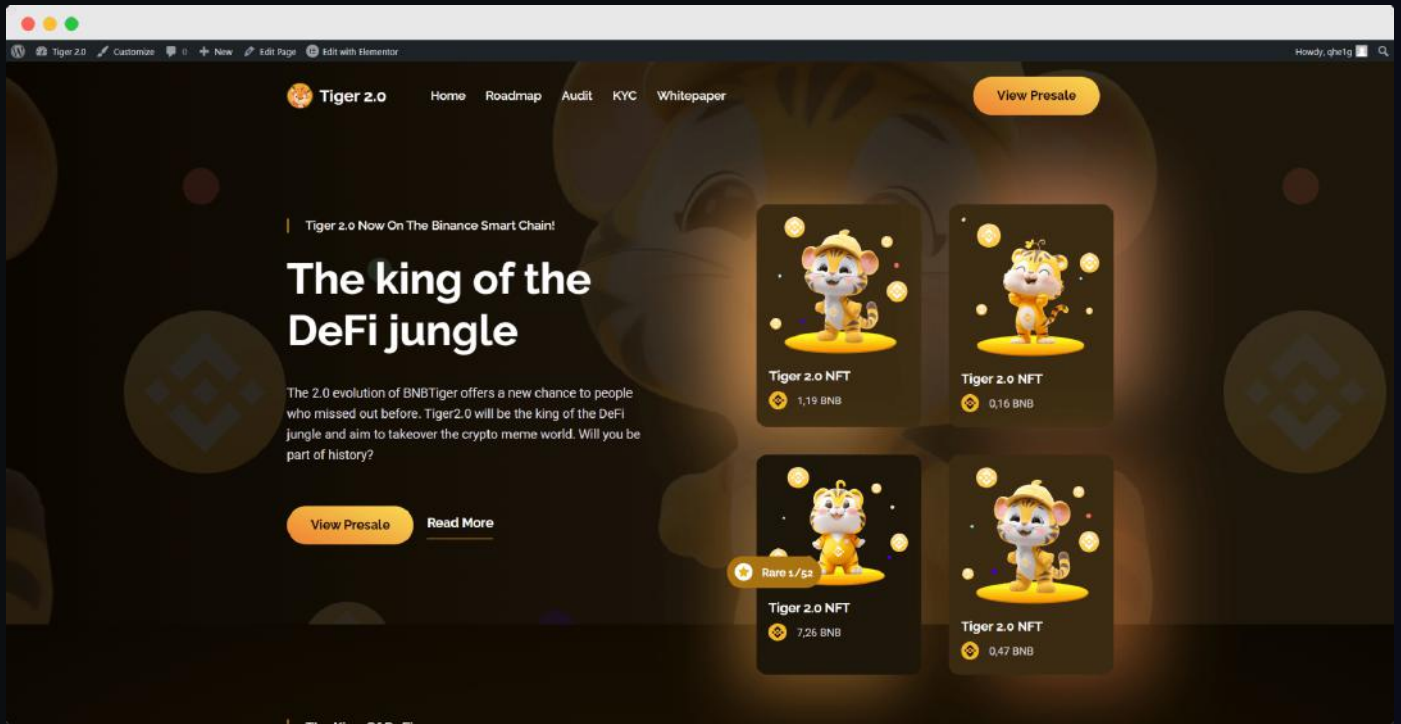 Tiger 2.0 Customize 0 New Edit Page Edit with Elementor Howdy, qhe1g
Tiger 2.0 Home Roadmap Audit KYC Whitepaper View Presale
Tiger 2.0 Now On The Binance Smart Chain!
The king of the
DeFi jungle
The 2.0 evolution of BNBTiger offers a new chance to people
who missed out before. Tiger2.0 will be the king of the DeFi
jungle and aim to takeover the crypto meme world. Will you be
part of history?
View Presale Read More
Tiger 2.0 NFT
1,19 BNB
Tiger 2.0 NFT
0,16 BNB
Rare 1/52
Tiger 2.0 NFT
7,26 BNB
Tiger 2.0 NFT
0,47 BNB